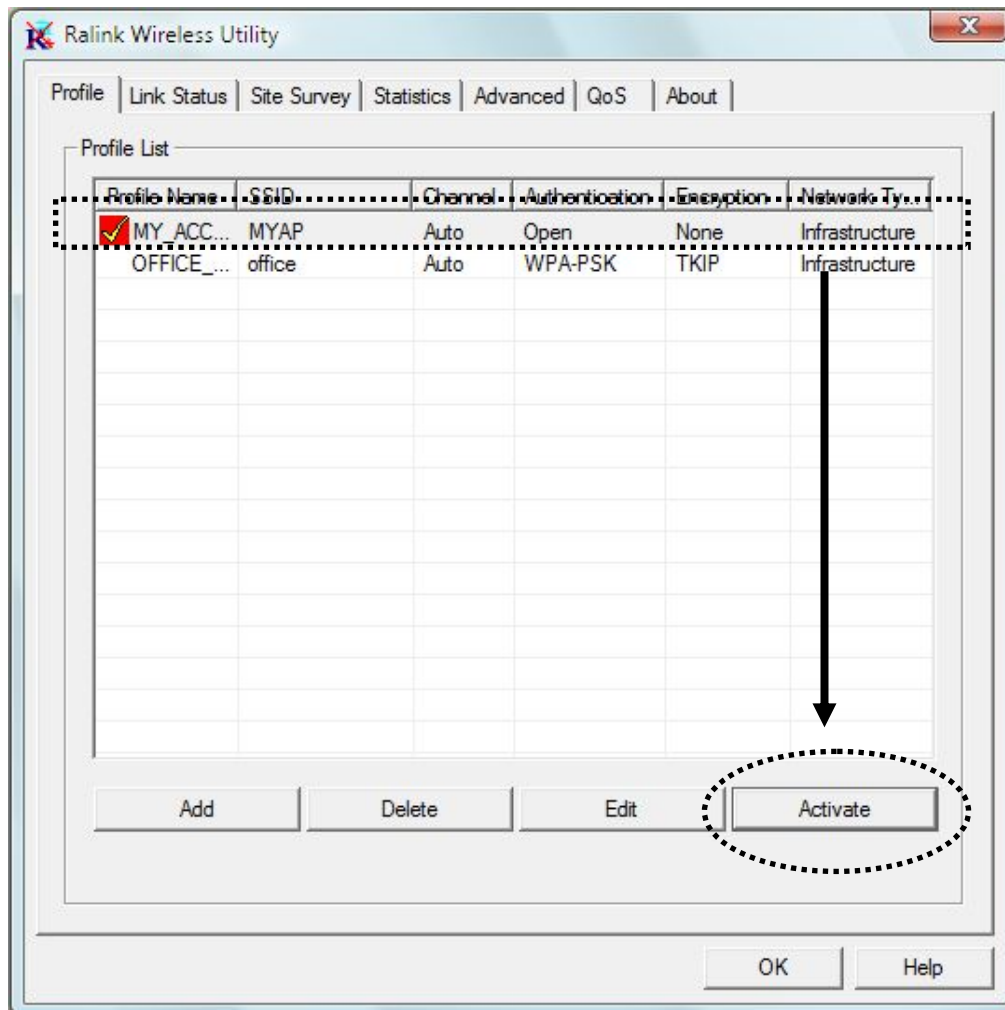 Ralink Wireless Utility
Profile Link Status Site Survey Statistics Advanced QoS About
Profile List
Profile Name SSID Channel Authentication Encryption Network Ty...
MY_ACC... MYAP Auto Open None Infrastructure
OFFICE_... office Auto WPA-PSK TKIP Infrastructure
Add Delete Edit Activate
OK Help